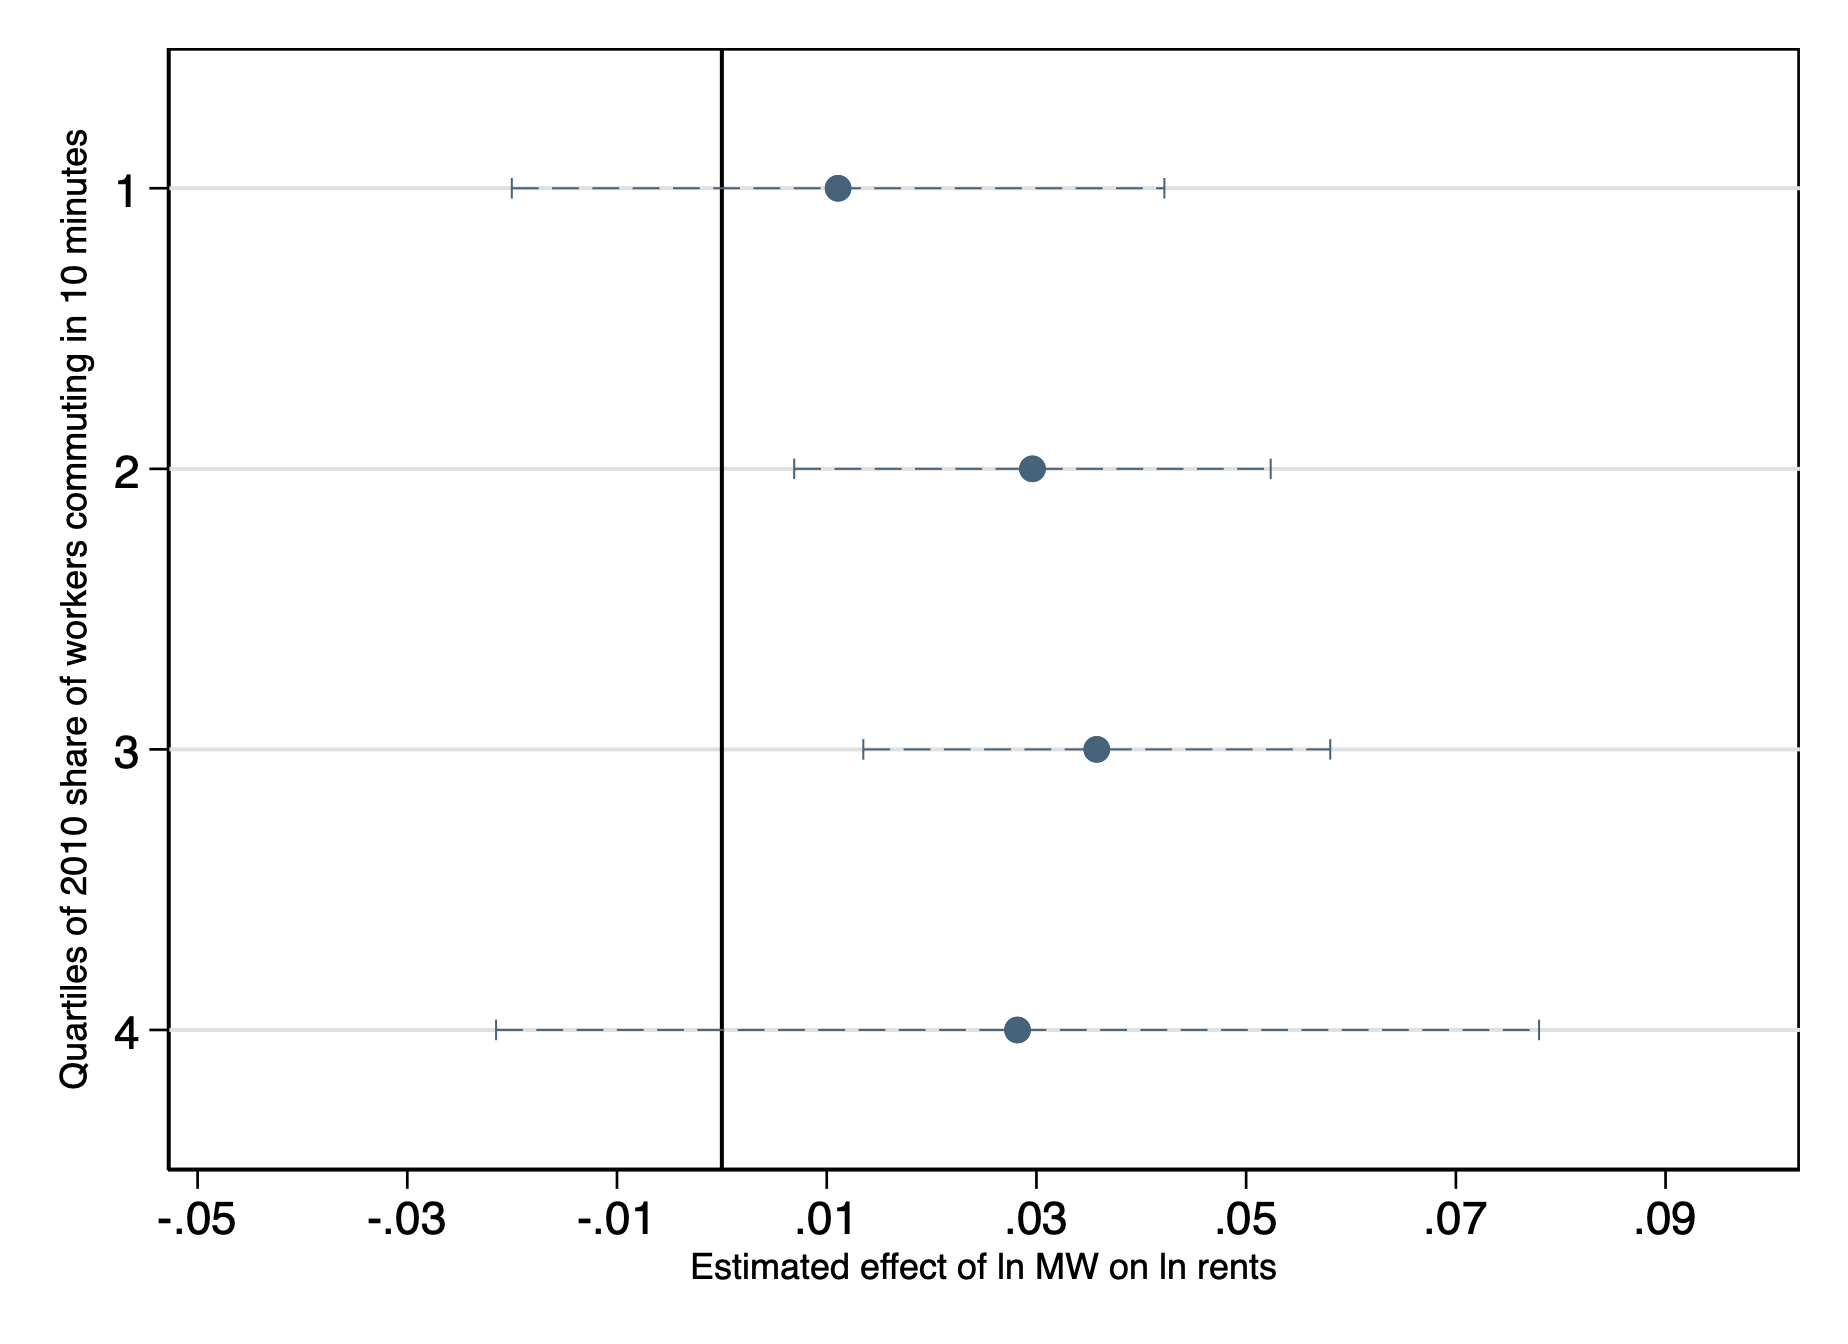 Quartiles of 2010 share of workers commuting in 10 minutes
1
2
3
4
-.05 -.03 -.01 .01 .03 .05 .07 .09
Estimated effect of ln MW on ln rents